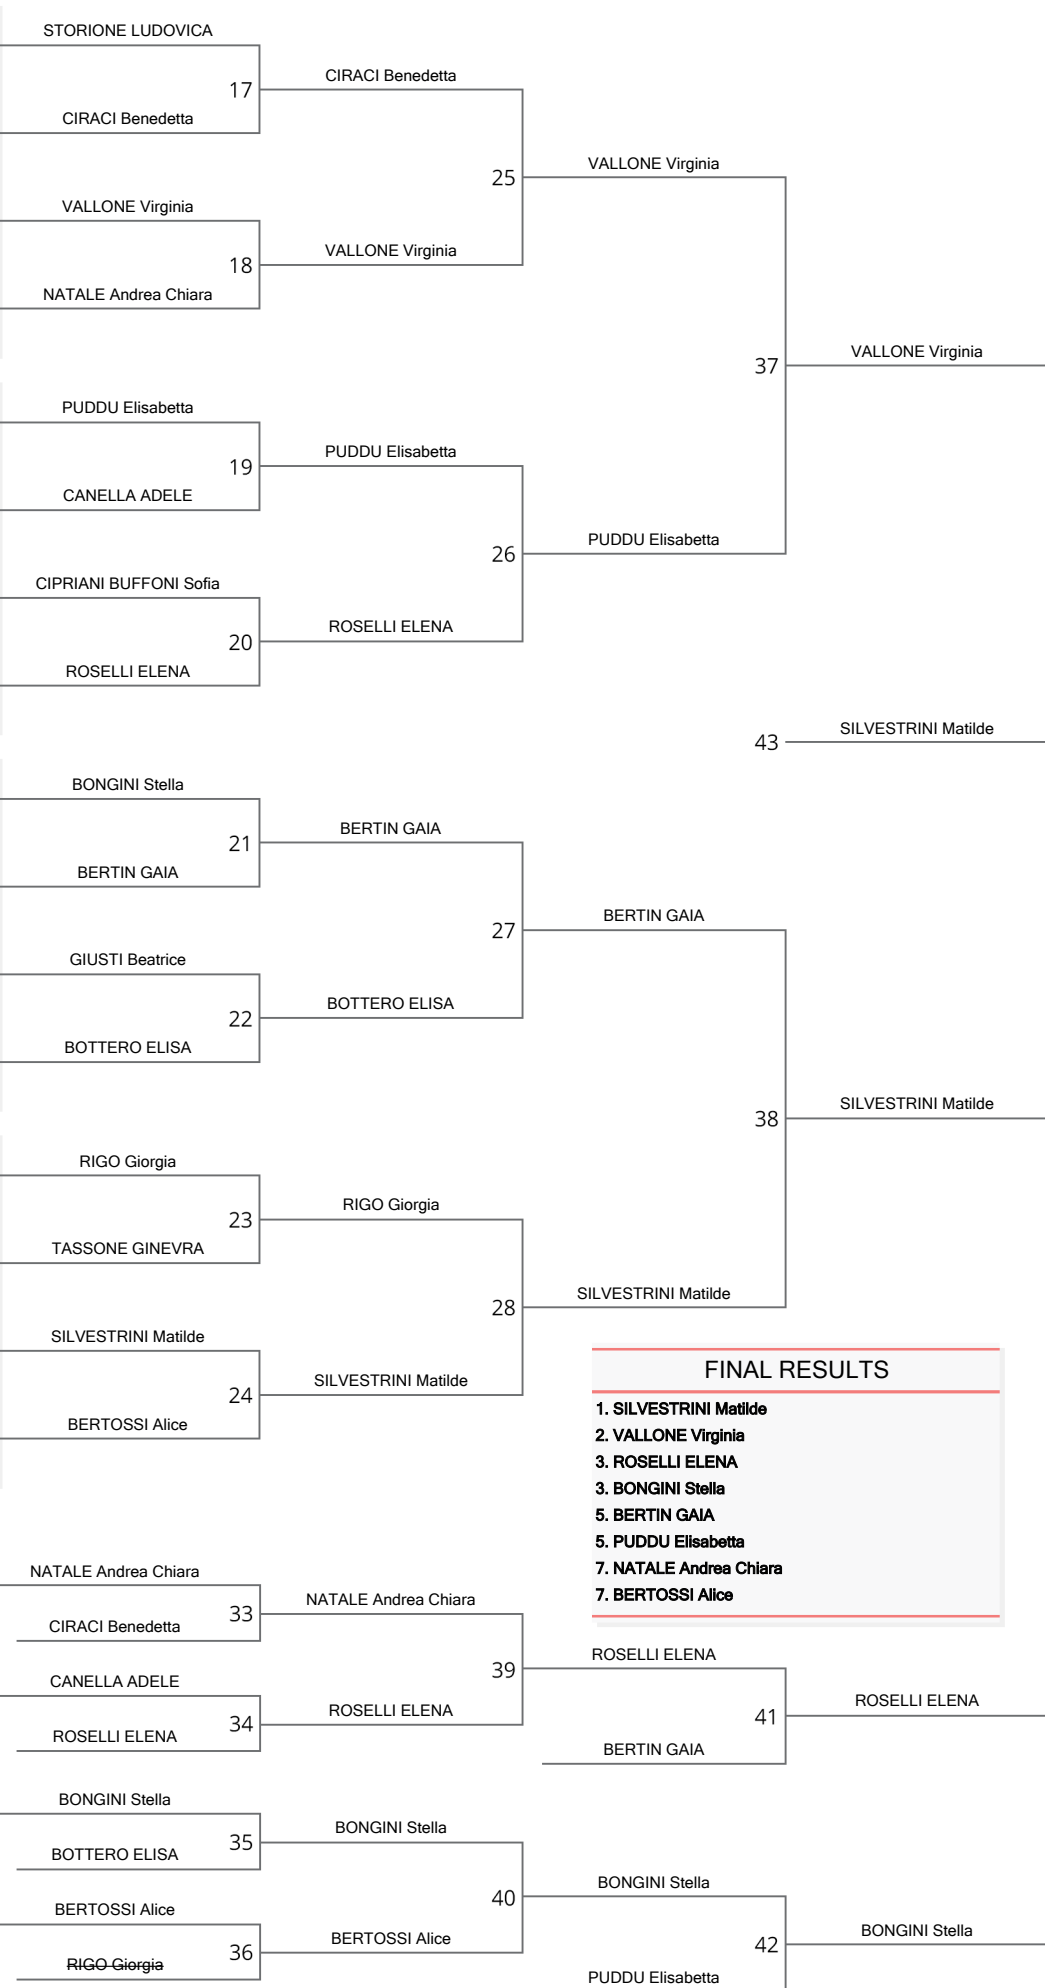 STORIONE LUDOVICA
17
CIRACI Benedetta
CIRACI Benedetta
25
VALLONE Virginia
VALLONE Virginia
18
VALLONE Virginia
NATALE Andrea Chiara
37
VALLONE Virginia
PUDDU Elisabetta
19
PUDDU Elisabetta
CANELLA ADELE
26
PUDDU Elisabetta
CIPRIANI BUFFONI Sofia
20
ROSELLI ELENA
ROSELLI ELENA
43
SILVESTRINI Matilde
BONGINI Stella
21
BERTIN GAIA
BERTIN GAIA
27
BERTIN GAIA
GIUSTI Beatrice
22
BOTTERO ELISA
BOTTERO ELISA
38
SILVESTRINI Matilde
RIGO Giorgia
23
RIGO Giorgia
TASSONE GINEVRA
28
SILVESTRINI Matilde
SILVESTRINI Matilde
24
SILVESTRINI Matilde
BERTOSSI Alice
FINAL RESULTS
1. SILVESTRINI Matilde
2. VALLONE Virginia
3. ROSELLI ELENA
3. BONGINI Stella
5. BERTIN GAIA
5. PUDDU Elisabetta
7. NATALE Andrea Chiara
7. BERTOSSI Alice
NATALE Andrea Chiara
33
NATALE Andrea Chiara
CIRACI Benedetta
39
ROSELLI ELENA
CANELLA ADELE
34
ROSELLI ELENA
ROSELLI ELENA
41
ROSELLI ELENA
BERTIN GAIA
BONGINI Stella
35
BONGINI Stella
BOTTERO ELISA
40
BONGINI Stella
BERTOSSI Alice
36
BERTOSSI Alice
RIGO Giorgia
42
BONGINI Stella
PUDDU Elisabetta